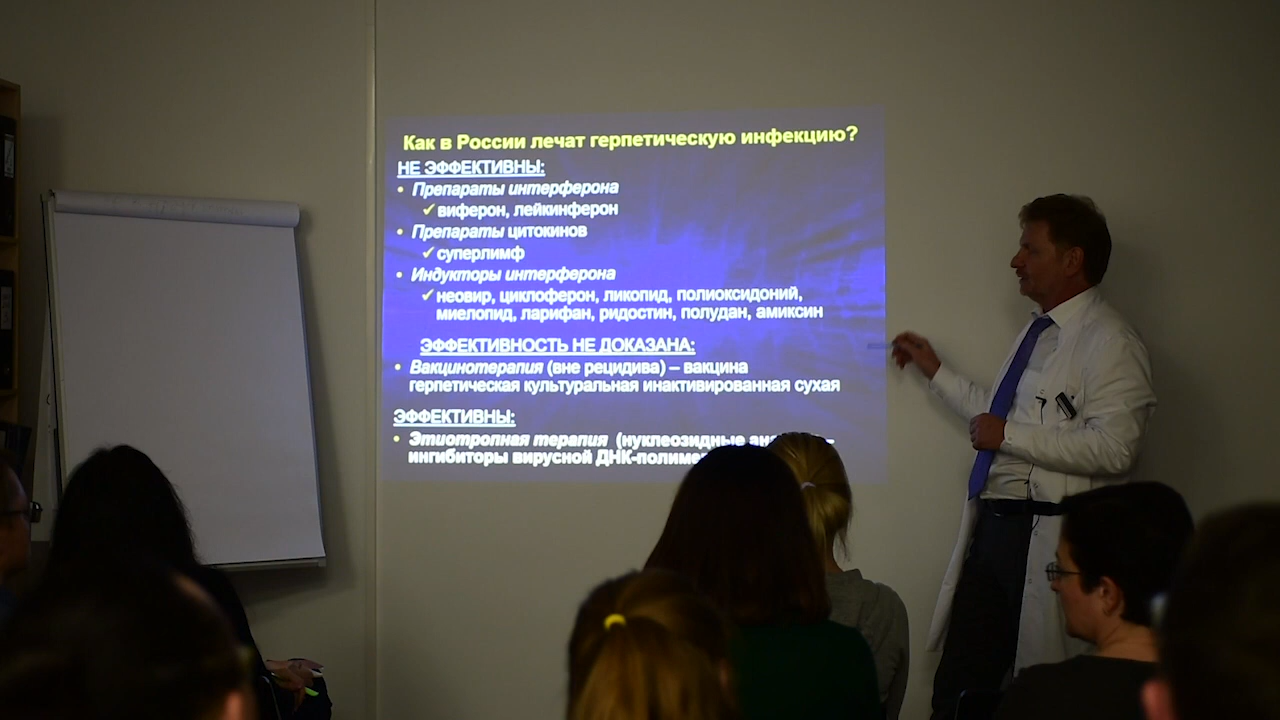 Как в России лечат герпетическую инфекцию?
НЕ ЭФФЕКТИВНЫ:
• Препараты интерферона
✓виферон, лейкинферон
• Препараты цитокинов
✓суперлимф
• Индукторы интерферона
✓неовир, циклоферон, ликопид, полиоксидоний,
миелопид, ларифан, ридостин, полудан, амиксин
ЭФФЕКТИВНОСТЬ НЕ ДОКАЗАНА:
• Вакцинотерапия (вне рецидива) – вакцина
герпетическая культуральная инактивированная сухая
ЭФФЕКТИВНЫ:
• Этиотропная терапия (нуклеозидные
ингибиторы вирусной